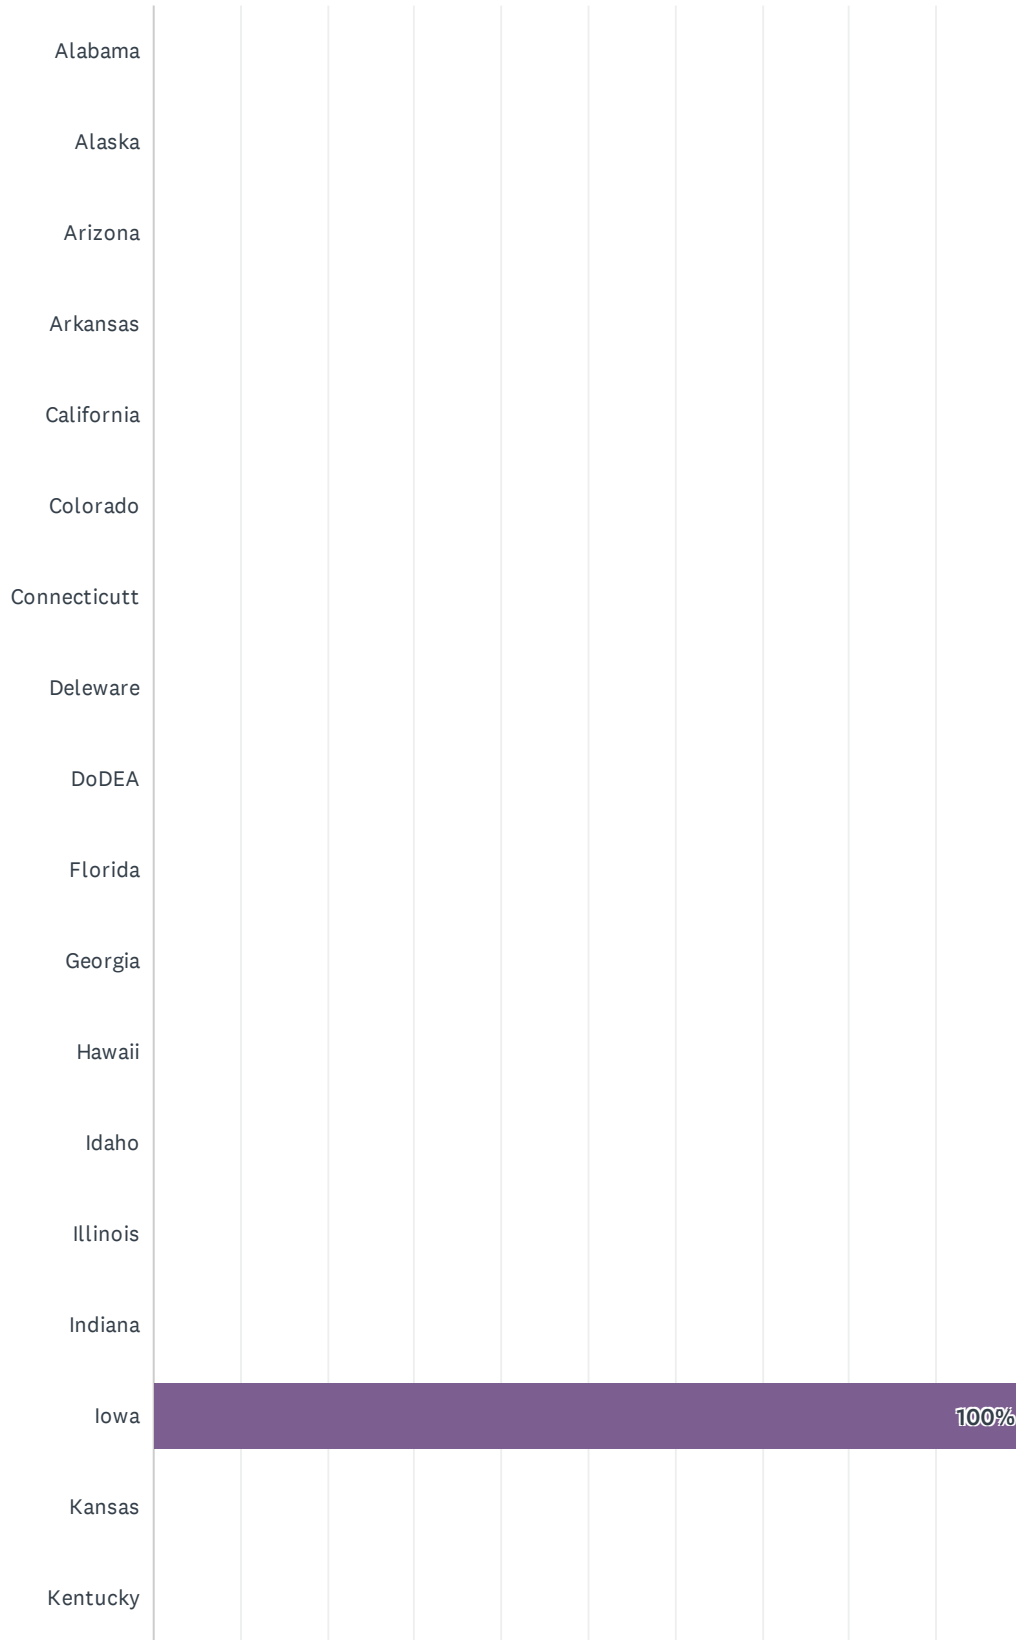 Alabama
Alaska
Arizona
Arkansas
California
Colorado
Connecticutt
Deleware
DoDEA
Florida
Georgia
Hawaii
Idaho
Illinois
Indiana
Iowa 100%
Kansas
Kentucky